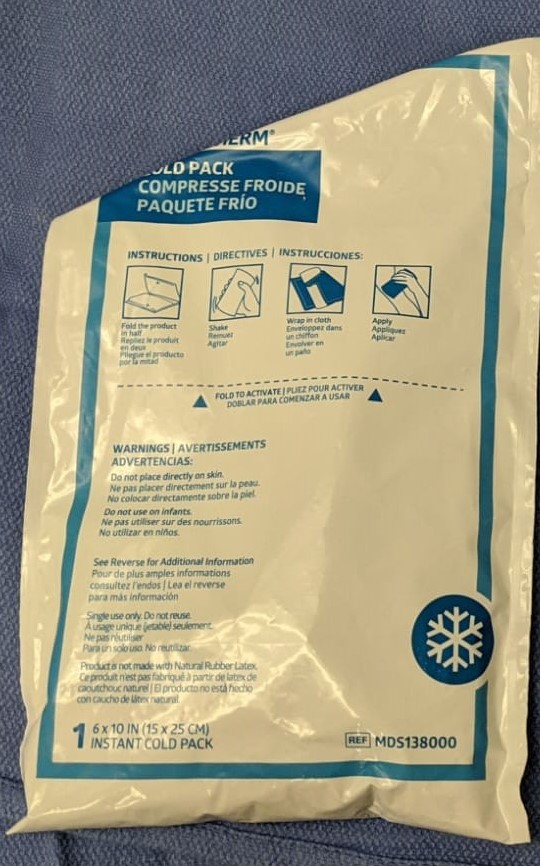 COLD PACK
COMPRESSE FROIDE
PAQUETE FRÍO
INSTRUCTIONS | DIRECTIVES | INSTRUCCIONES:
Fold the product
in half
Repliez le produit
en deux
Pliegue el producto
por la mitad
Shake
Remuez
Agitar
Wrap in cloth
Enveloppez dans
un chiffon
Envolver en
un paño
Apply
Appliquez
Aplicar
FOLD TO ACTIVATE | PLIEZ POUR ACTIVER
DOBLAR PARA COMENZAR A USAR
WARNINGS | AVERTISSEMENTS
ADVERTENCIAS:
Do not place directly on skin.
Ne pas placer directement sur la peau.
No colocar directamente sobre la piel.
Do not use on infants.
Ne pas utiliser sur des nourrissons.
No utilizar en niños.
See Reverse for Additional Information
Pour de plus amples informations
consultez l'endos | Lea el reverse
para más información
Single use only. Do not reuse.
À usage unique (jetable) seulement.
Ne pas réutiliser
Para un solo uso. No reutilizar.
Product is not made with Natural Rubber Latex.
Ce produit n'est pas fabriqué à partir de latex de
caoutchouc naturel | El producto no está hecho
con caucho de látex natural.
1 6 x 10 IN (15 x 25 CM)
INSTANT COLD PACK
REF MDS138000